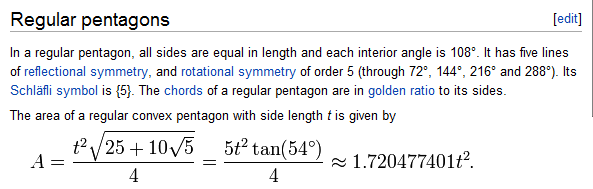 Regular pentagons [edit]
In a regular pentagon, all sides are equal in length and each interior angle is 108°. It has five lines
of reflectional symmetry, and rotational symmetry of order 5 (through 72°, 144°, 216° and 288°). Its
Schläfli symbol is {5}. The chords of a regular pentagon are in golden ratio to its sides.
The area of a regular convex pentagon with side length t is given by
A = t²√(25 + 10√5) / 4 = 5t² tan(54°) / 4 ≈ 1.720477401t².